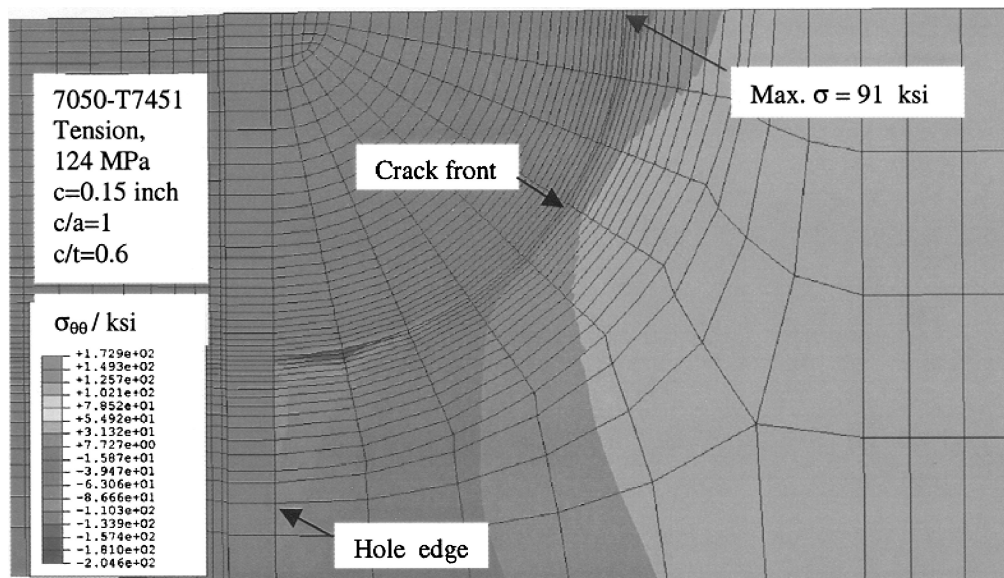 7050-T7451
Tension,
124 MPa
c=0.15 inch
c/a=1
c/t=0.6
Max. σ = 91 ksi
Crack front
σθθ / ksi
+1.729e+02
+1.493e+02
+1.257e+02
+1.021e+02
+7.852e+01
+5.492e+01
+3.132e+01
+7.727e+00
-1.587e+01
-3.947e+01
-6.306e+01
-8.666e+01
-1.103e+02
-1.339e+02
-1.574e+02
-1.810e+02
-2.046e+02
Hole edge